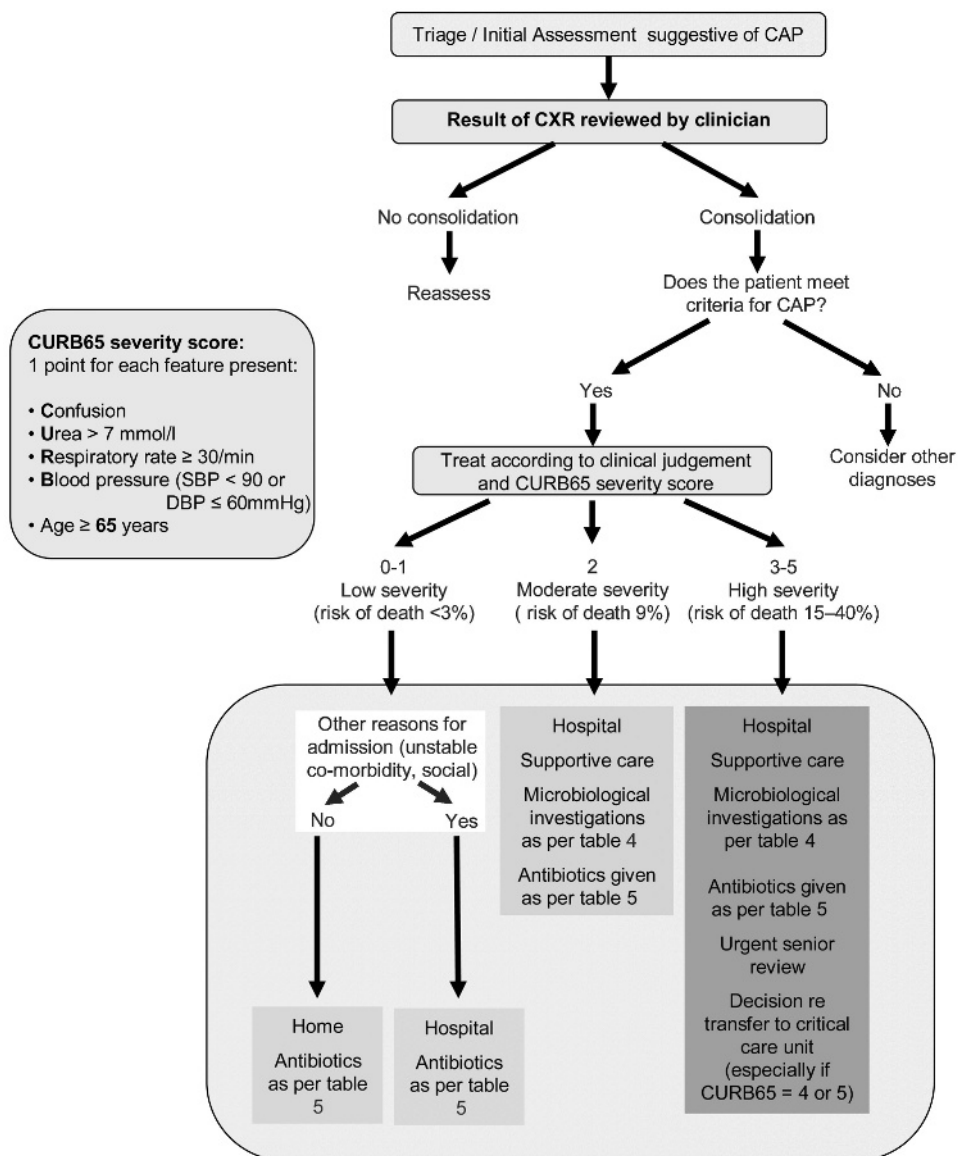 Triage / Initial Assessment suggestive of CAP
Result of CXR reviewed by clinician
No consolidation
Consolidation
Reassess
Does the patient meet
criteria for CAP?
CURB65 severity score:
1 point for each feature present:
• Confusion
• Urea > 7 mmol/l
• Respiratory rate ≥ 30/min
• Blood pressure (SBP < 90 or
DBP ≤ 60mmHg)
• Age ≥ 65 years
Yes
No
Treat according to clinical judgement
and CURB65 severity score
Consider other
diagnoses
0-1
Low severity
(risk of death <3%)
2
Moderate severity
( risk of death 9%)
3-5
High severity
(risk of death 15–40%)
Other reasons for
admission (unstable
co-morbidity, social)
No
Yes
Home
Antibiotics
as per table
5
Hospital
Antibiotics
as per table
5
Hospital
Supportive care
Microbiological
investigations
as per table 4
Antibiotics given
as per table 5
Hospital
Supportive care
Microbiological
investigations as
per table 4
Antibiotics given
as per table 5
Urgent senior
review
Decision re
transfer to critical
care unit
(especially if
CURB65 = 4 or 5)